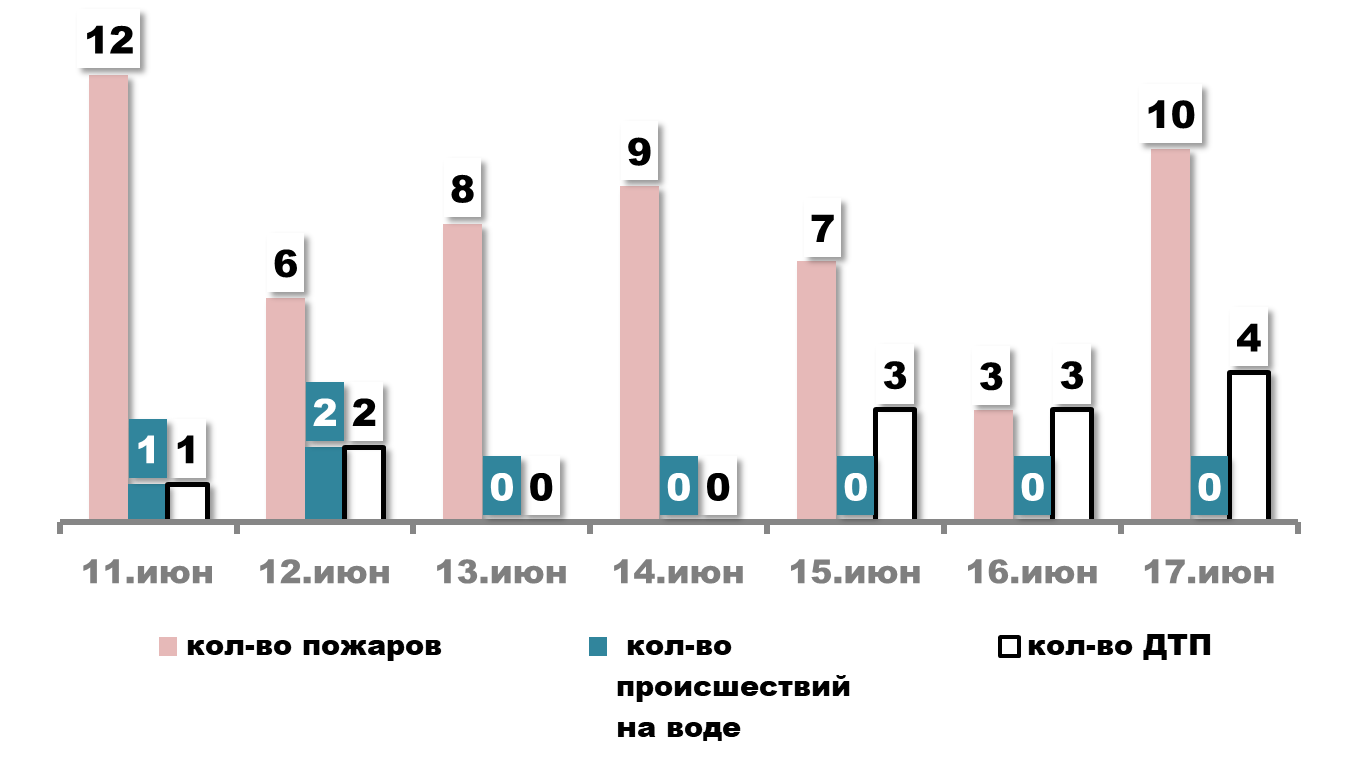 12
10
9
8
7
6
4
3
3
3
2
2
1
1
0
0
0
0
0
0
0
11.июн
12.июн
13.июн
14.июн
15.июн
16.июн
17.июн
кол-во пожаров
кол-во
происшествий
на воде
кол-во ДТП